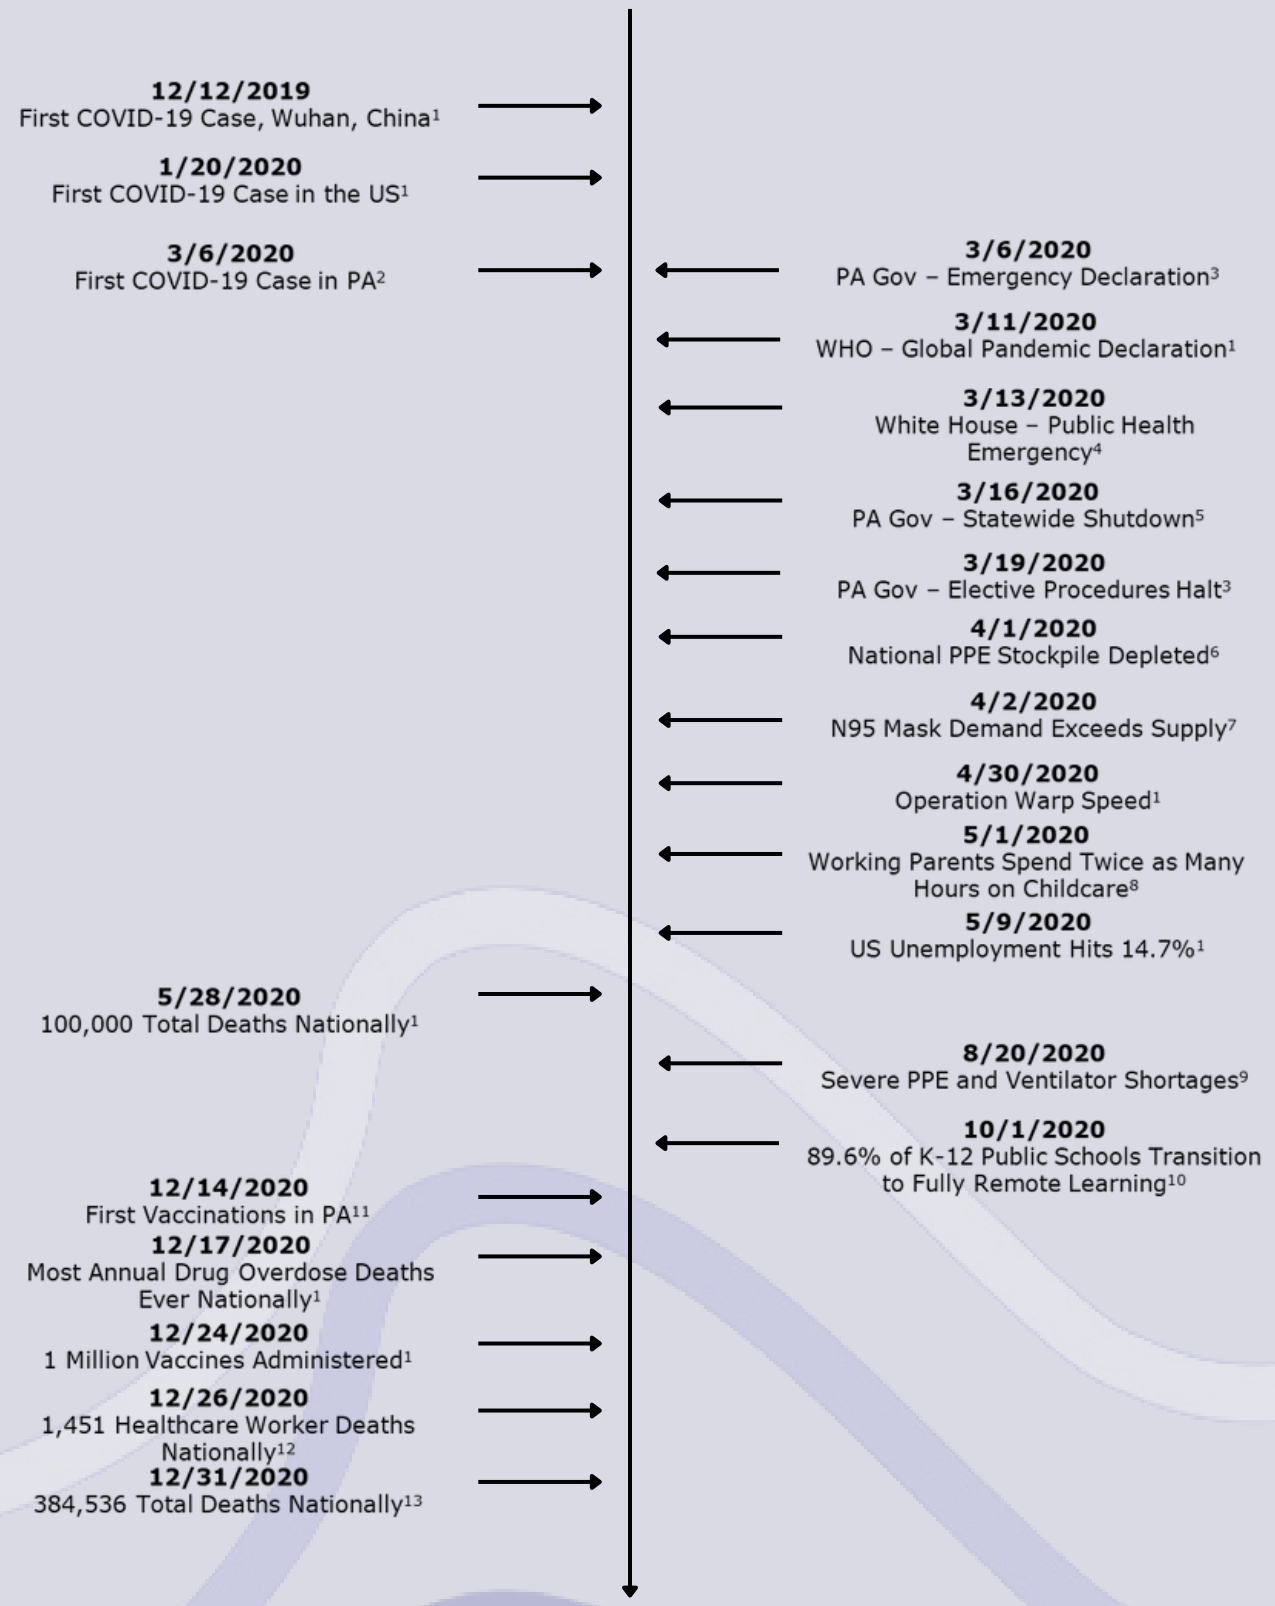 12/12/2019
First COVID-19 Case, Wuhan, China¹
1/20/2020
First COVID-19 Case in the US¹
3/6/2020
First COVID-19 Case in PA²
3/6/2020
PA Gov – Emergency Declaration³
3/11/2020
WHO – Global Pandemic Declaration¹
3/13/2020
White House – Public Health
Emergency⁴
3/16/2020
PA Gov – Statewide Shutdown⁵
3/19/2020
PA Gov – Elective Procedures Halt³
4/1/2020
National PPE Stockpile Depleted⁶
4/2/2020
N95 Mask Demand Exceeds Supply⁷
4/30/2020
Operation Warp Speed¹
5/1/2020
Working Parents Spend Twice as Many
Hours on Childcare⁸
5/9/2020
US Unemployment Hits 14.7%¹
5/28/2020
100,000 Total Deaths Nationally¹
8/20/2020
Severe PPE and Ventilator Shortages⁹
10/1/2020
89.6% of K-12 Public Schools Transition
to Fully Remote Learning¹⁰
12/14/2020
First Vaccinations in PA¹¹
12/17/2020
Most Annual Drug Overdose Deaths
Ever Nationally¹
12/24/2020
1 Million Vaccines Administered¹
12/26/2020
1,451 Healthcare Worker Deaths
Nationally¹²
12/31/2020
384,536 Total Deaths Nationally¹³